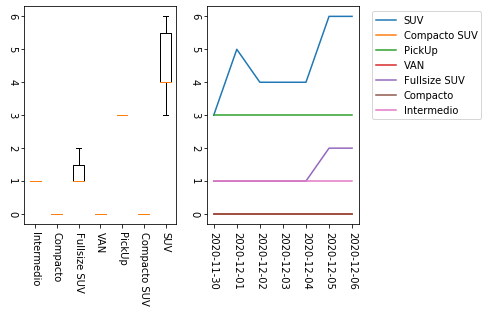 6
5
4
3
2
1
0
Intermedio
Compacto
Fullsize SUV
VAN
PickUp
Compacto SUV
SUV
6
5
4
3
2
1
0
2020-11-30
2020-12-01
2020-12-02
2020-12-03
2020-12-04
2020-12-05
2020-12-06
SUV
Compacto SUV
PickUp
VAN
Fullsize SUV
Compacto
Intermedio